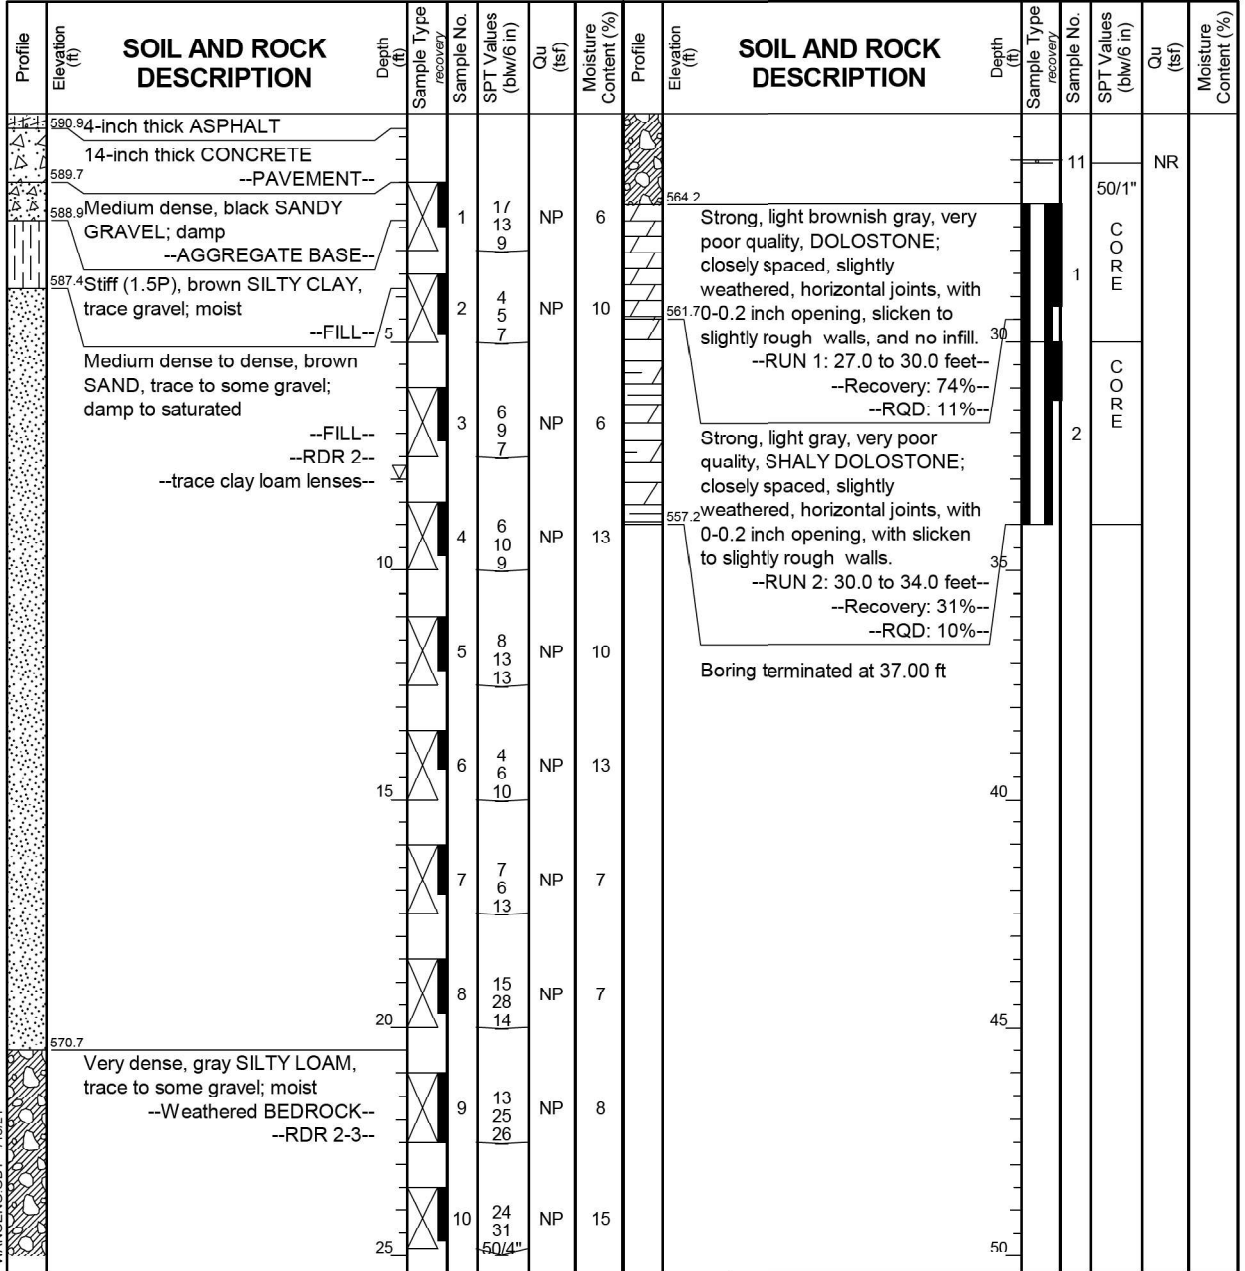 Profile
Elevation (ft)
SOIL AND ROCK
DESCRIPTION
Depth (ft)
Sample Type
recovery
Sample No.
SPT Values (blw/6 in)
Qu (tsf)
Moisture Content (%)
590.9 4-inch thick ASPHALT
14-inch thick CONCRETE
589.7
--PAVEMENT--
Medium dense, black SANDY
588.9 GRAVEL; damp
--AGGREGATE BASE--
1 17 13 9 NP 6
587.4 Stiff (1.5P), brown SILTY CLAY,
trace gravel; moist
--FILL-- 5
2 4 5 7 NP 10
Medium dense to dense, brown
SAND, trace to some gravel;
damp to saturated
--FILL--
--RDR 2--
--trace clay loam lenses--
3 6 9 7 NP 6
4 6 10 9 NP 13
10
5 8 13 13 NP 10
6 4 6 10 NP 13
15
7 7 6 13 NP 7
8 15 28 14 NP 7
20
570.7
Very dense, gray SILTY LOAM,
trace to some gravel; moist
--Weathered BEDROCK--
--RDR 2-3--
9 13 25 26 NP 8
10 24 31 50/4" NP 15
25
Profile
Elevation (ft)
SOIL AND ROCK
DESCRIPTION
Depth (ft)
Sample Type
recovery
Sample No.
SPT Values (blw/6 in)
Qu (tsf)
Moisture Content (%)
11 50/1" NR
564.2
Strong, light brownish gray, very
poor quality, DOLOSTONE;
closely spaced, slightly
weathered, horizontal joints, with
561.7 0-0.2 inch opening, slicken to
slightly rough walls, and no infill. 30
--RUN 1: 27.0 to 30.0 feet--
--Recovery: 74%--
--RQD: 11%--
1 CORE
Strong, light gray, very poor
quality, SHALY DOLOSTONE;
closely spaced, slightly
557.2 weathered, horizontal joints, with
0-0.2 inch opening, with slicken
to slightly rough walls. 35
--RUN 2: 30.0 to 34.0 feet--
--Recovery: 31%--
--RQD: 10%--
2 CORE
Boring terminated at 37.00 ft
40
45
50